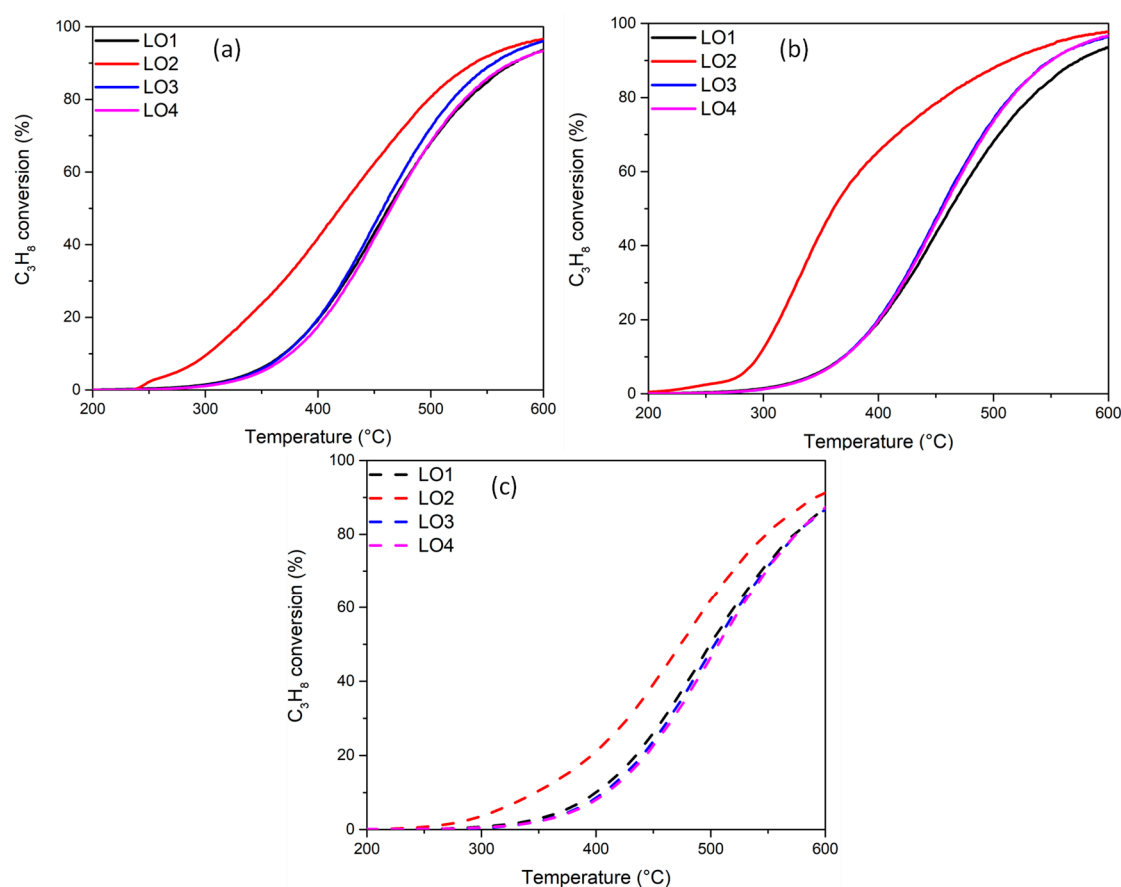 (a)
LO1
LO2
LO3
LO4
C₃H₈ conversion (%)
100
80
60
40
20
0
200 300 400 500 600
Temperature (°C)
(b)
LO1
LO2
LO3
LO4
C₃H₈ conversion (%)
100
80
60
40
20
0
200 300 400 500 600
Temperature (°C)
(c)
LO1
LO2
LO3
LO4
C₃H₈ conversion (%)
100
80
60
40
20
0
200 300 400 500 600
Temperature (°C)